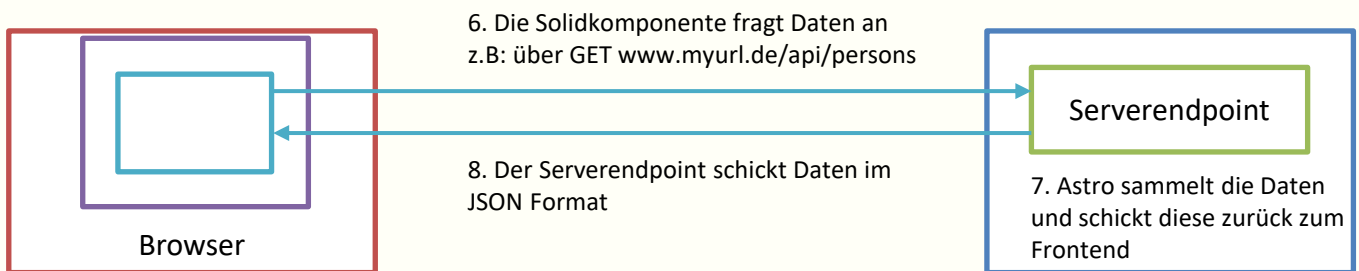 6. Die Solidkomponente fragt Daten an
z.B: über GET www.myurl.de/api/persons
Serverendpoint
8. Der Serverendpoint schickt Daten im
JSON Format
7. Astro sammelt die Daten
und schickt diese zurück zum
Frontend
Browser